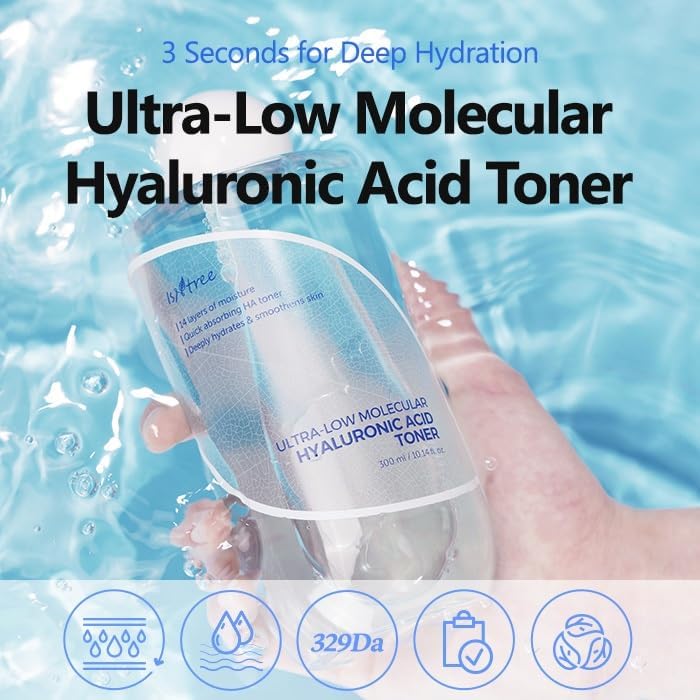 3 Seconds for Deep Hydration
Ultra-Low Molecular
Hyaluronic Acid Toner
IsNtree
| 14 layers of moisture
| Quick absorbing HA toner
| Deeply hydrates & smoothens skin
ULTRA-LOW MOLECULAR
HYALURONIC ACID
TONER
300 ml / 10.14 fl. oz.
329Da